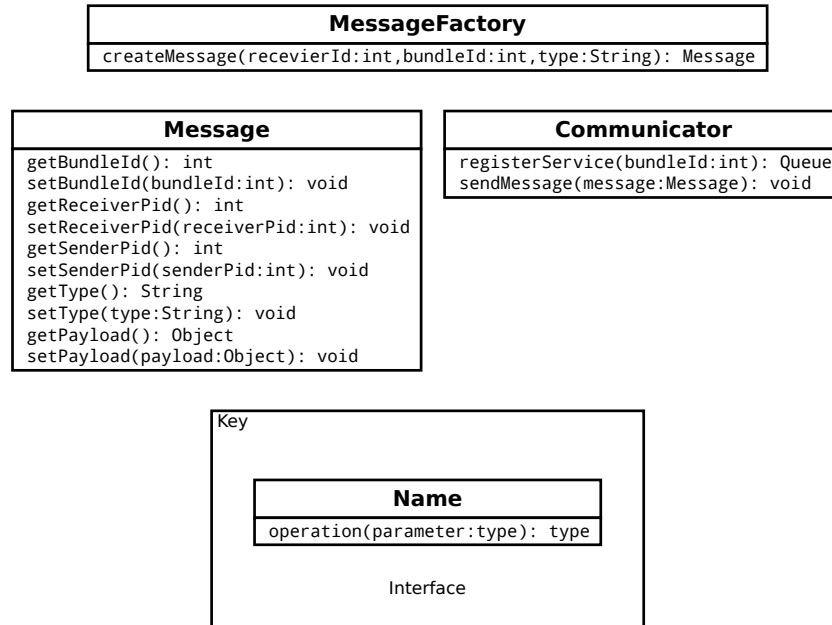 MessageFactory
createMessage(recevierId:int,bundleId:int,type:String): Message
Message
getBundleId(): int
setBundleId(bundleId:int): void
getReceiverPid(): int
setReceiverPid(receiverPid:int): void
getSenderPid(): int
setSenderPid(senderPid:int): void
getType(): String
setType(type:String): void
getPayload(): Object
setPayload(payload:Object): void
Communicator
registerService(bundleId:int): Queue
sendMessage(message:Message): void
Key
Name
operation(parameter:type): type
Interface